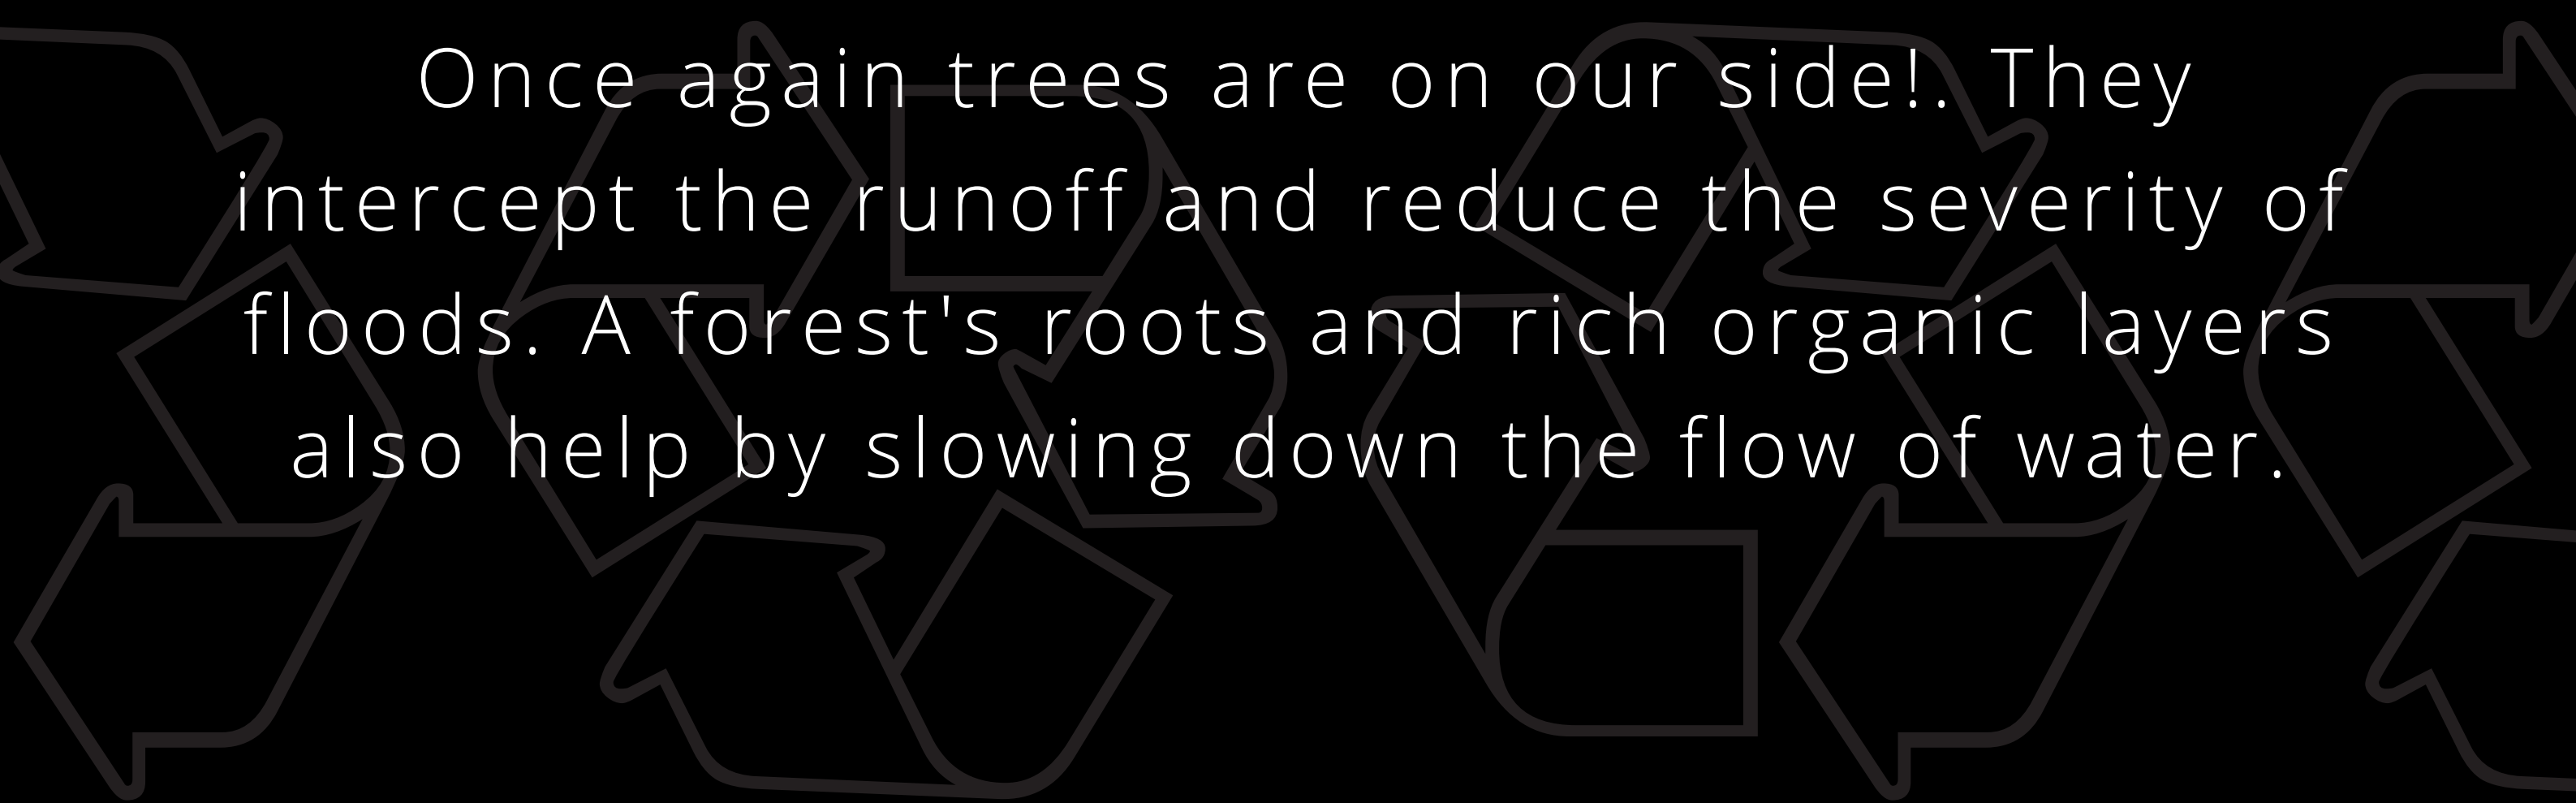 Once again trees are on our side!. They
intercept the runoff and reduce the severity of
floods. A forest's roots and rich organic layers
also help by slowing down the flow of water.